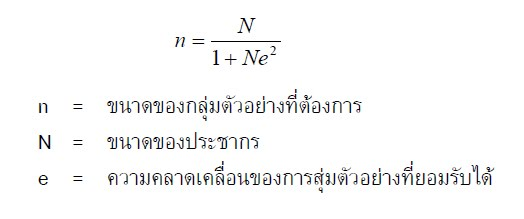 n = N / (1 + Ne²)
n = ขนาดของกลุ่มตัวอย่างที่ต้องการ
N = ขนาดของประชากร
e = ความคลาดเคลื่อนของการสุ่มตัวอย่างที่ยอมรับได้